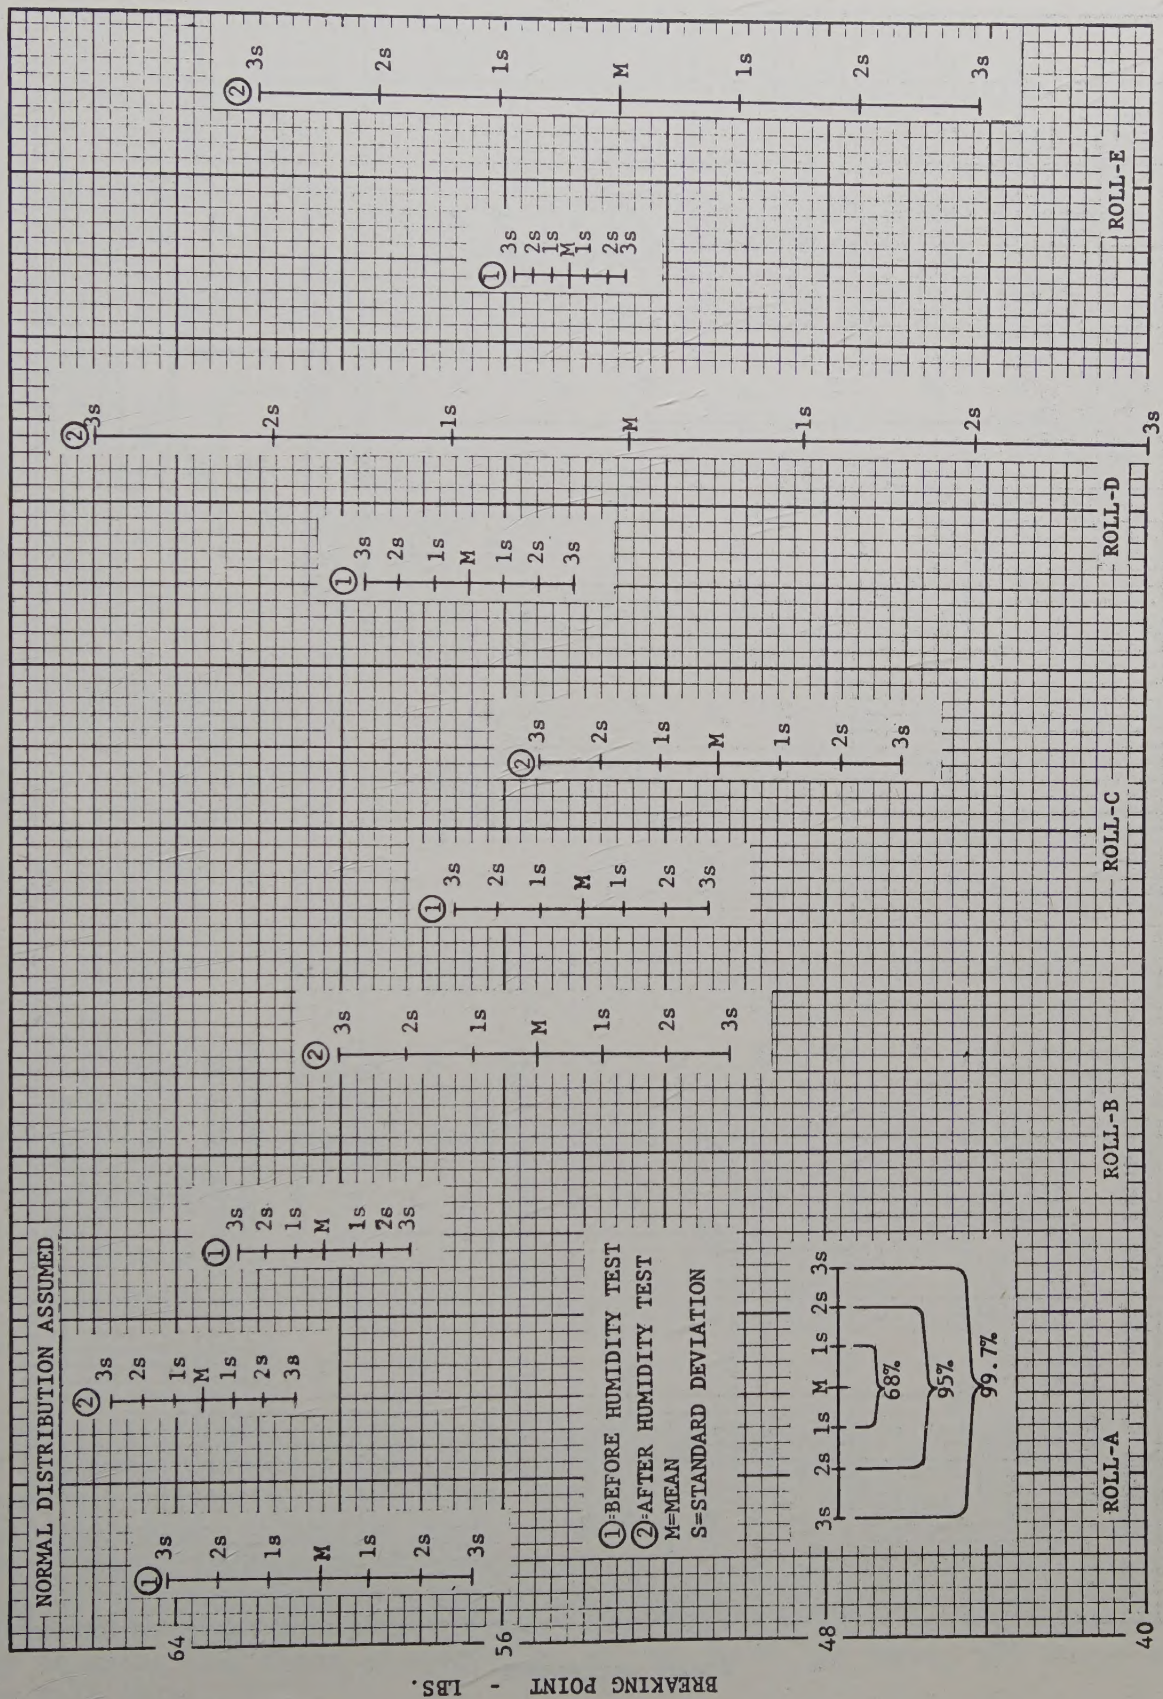 NORMAL DISTRIBUTION ASSUMED
BREAKING POINT - LBS.
64
56
48
40
①
3s
2s
1s
M
1s
2s
3s
②
3s
2s
1s
M
1s
2s
3s
ROLL-A
①
3s
2s
1s
M
1s
2s
3s
②
3s
2s
1s
M
1s
2s
3s
ROLL-B
①
3s
2s
1s
M
1s
2s
3s
②
3s
2s
1s
M
1s
2s
3s
ROLL-C
①
3s
2s
1s
M
1s
2s
3s
②
3s
2s
1s
M
1s
2s
3s
ROLL-D
①
3s
2s
1s
M
1s
2s
3s
②
3s
2s
1s
M
1s
2s
3s
ROLL-E
①=BEFORE HUMIDITY TEST
②=AFTER HUMIDITY TEST
M=MEAN
S=STANDARD DEVIATION
3s 2s 1s M 1s 2s 3s
68%
95%
99.7%